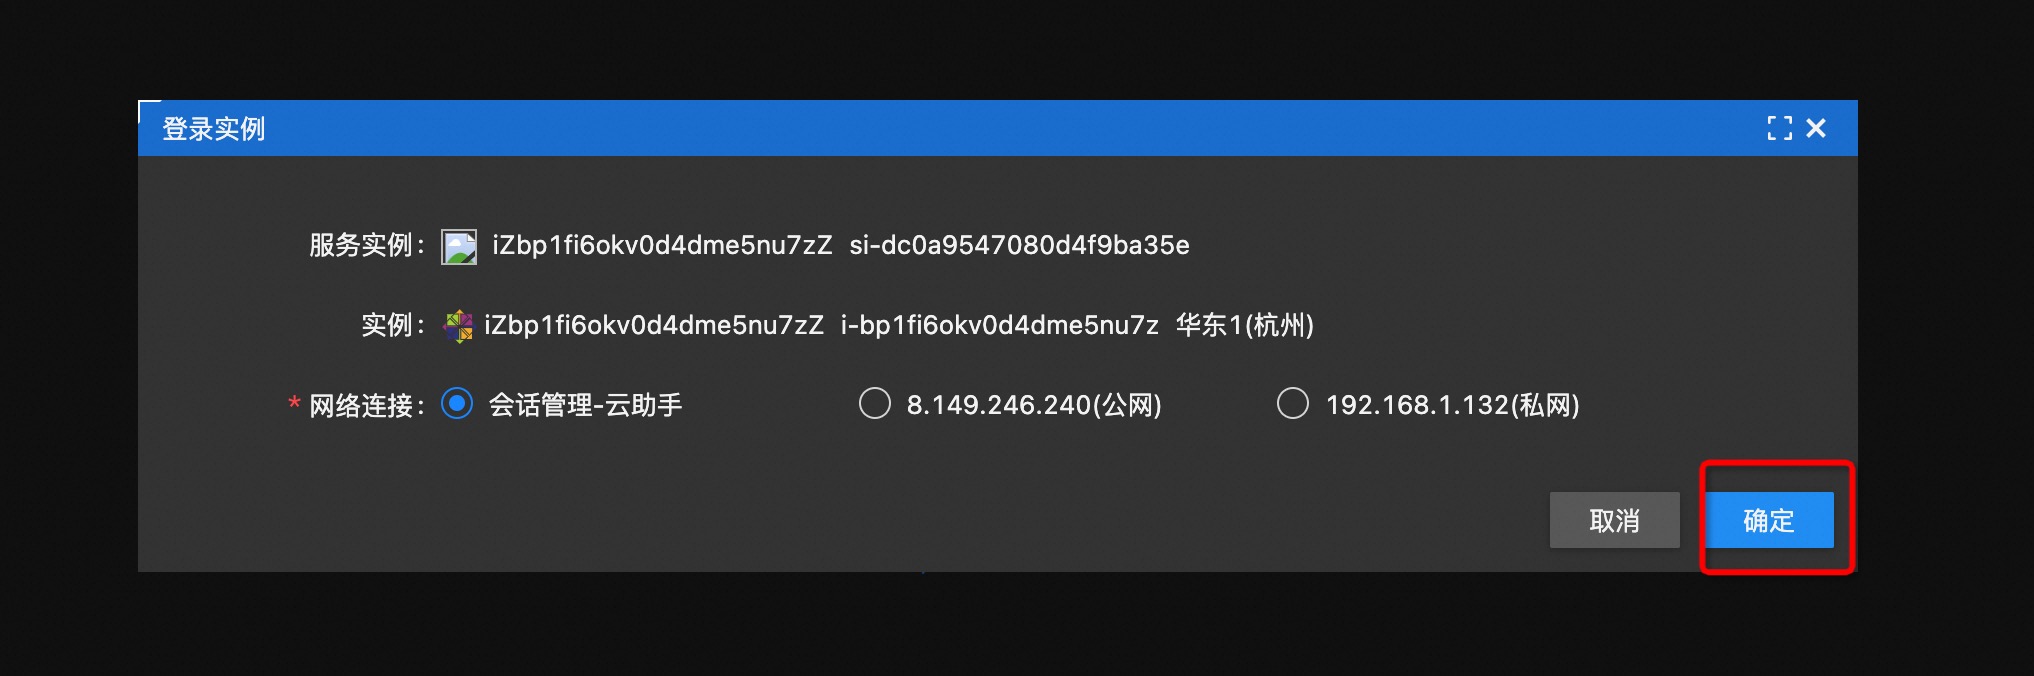 登录实例
服务实例： iZbp1fi6okv0d4dme5nu7zZ si-dc0a9547080d4f9ba35e
实例： iZbp1fi6okv0d4dme5nu7zZ i-bp1fi6okv0d4dme5nu7z 华东1(杭州)
* 网络连接： 会话管理-云助手 8.149.246.240(公网) 192.168.1.132(私网)
取消 确定